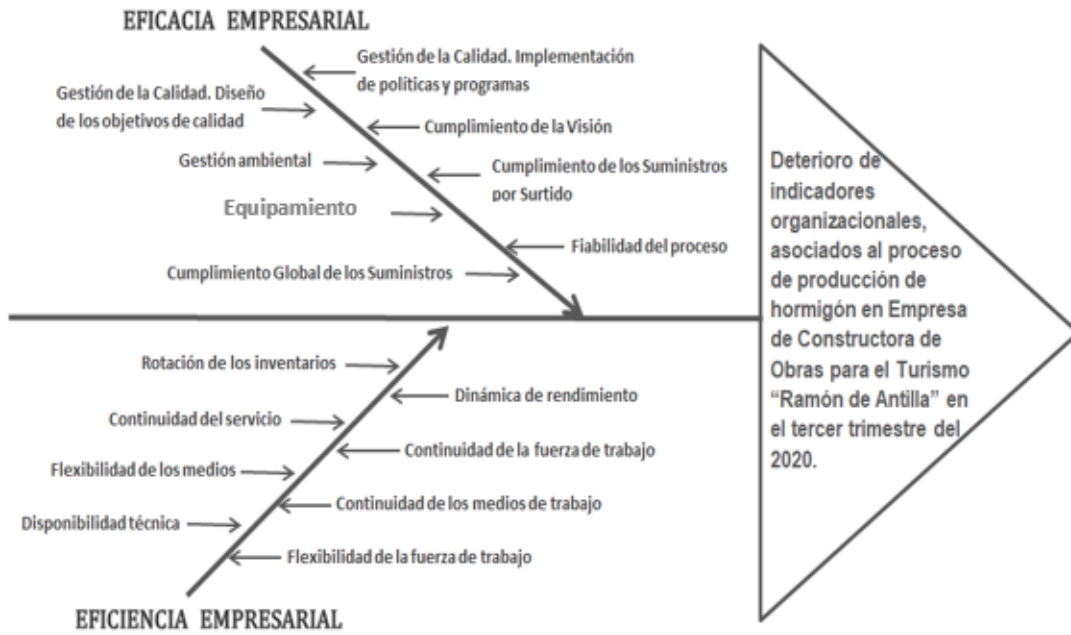 EFICACIA EMPRESARIAL
Gestión de la Calidad. Implementación
de políticas y programas
Gestión de la Calidad. Diseño
de los objetivos de calidad
Cumplimiento de la Visión
Gestión ambiental
Cumplimiento de los Suministros
por Surtido
Equipamiento
Fiabilidad del proceso
Cumplimiento Global de los Suministros
Deterioro de
indicadores
organizacionales,
asociados al proceso
de producción de
hormigón en Empresa
de Constructora de
Obras para el Turismo
“Ramón de Antilla” en
el tercer trimestre del
2020.
Rotación de los inventarios
Dinámica de rendimiento
Continuidad del servicio
Continuidad de la fuerza de trabajo
Flexibilidad de los medios
Continuidad de los medios de trabajo
Disponibilidad técnica
Flexibilidad de la fuerza de trabajo
EFICIENCIA EMPRESARIAL